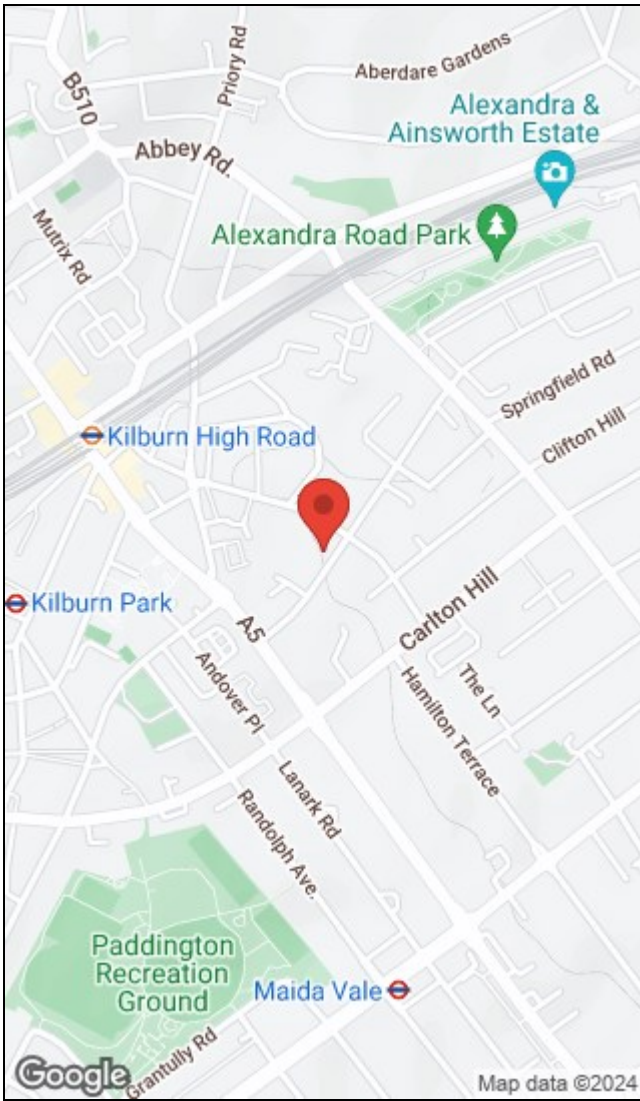 Priory Rd
Aberdare Gardens
B510
Alexandra &
Ainsworth Estate
Abbey Rd.
Mutrix Rd
Alexandra Road Park
Springfield Rd
Kilburn High Road
Clifton Hill
Kilburn Park
A5
Carlton Hill
Andover Pl
The Ln
Hamilton Terrace
Lanark Rd
Randolph Ave.
Paddington
Recreation
Ground
Maida Vale
Grantully Rd
Google
Map data ©2024